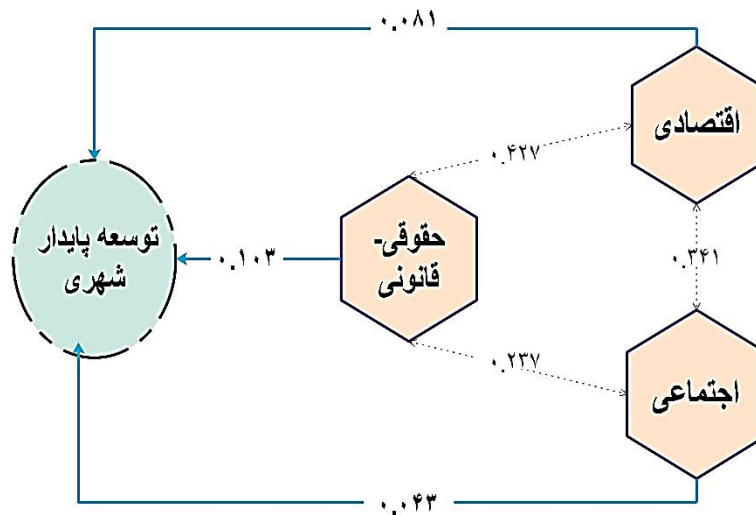 ۰.۰۸۱
اقتصادی
۰.۴۲۷
حقوقی-
قانونی
توسعه پایدار
شهری
۰.۱۰۳
۰.۳۴۱
۰.۲۳۷
اجتماعی
۰.۰۴۳